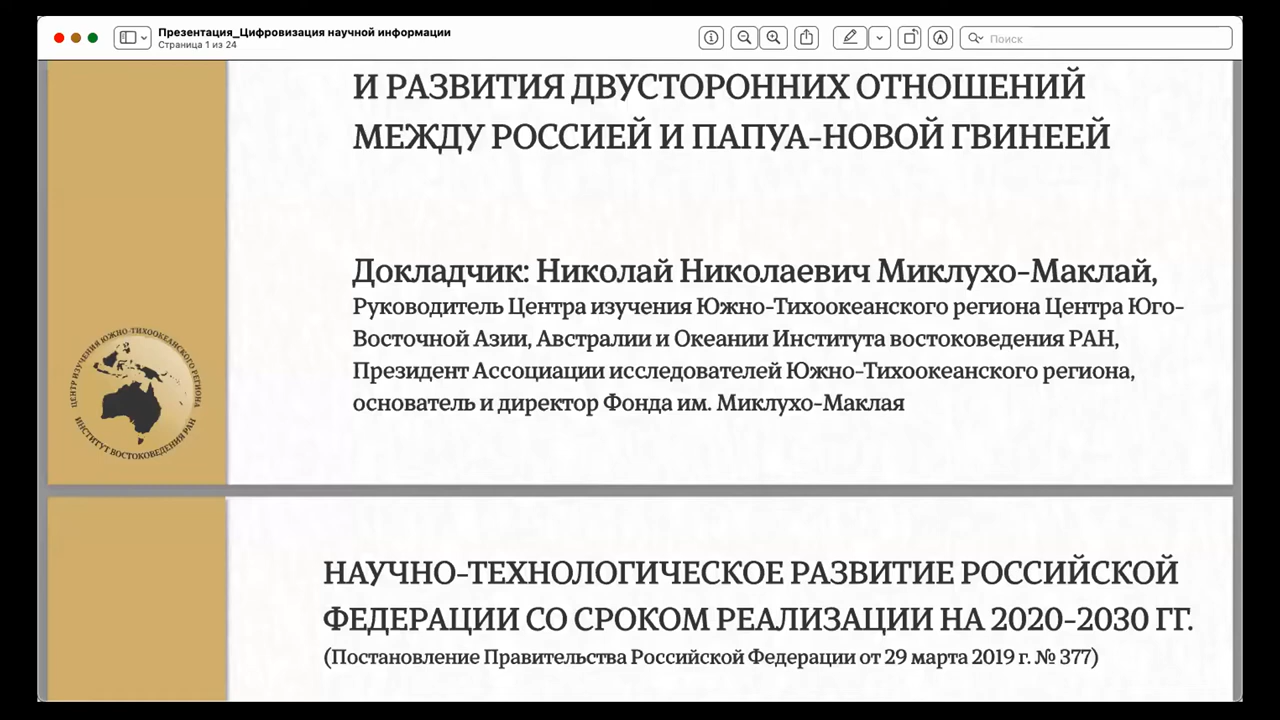 Презентация_Цифровизация научной информации
Страница 1 из 24
Поиск
И РАЗВИТИЯ ДВУСТОРОННИХ ОТНОШЕНИЙ
МЕЖДУ РОССИЕЙ И ПАПУА-НОВОЙ ГВИНЕЕЙ
Докладчик: Николай Николаевич Миклухо-Маклай,
Руководитель Центра изучения Южно-Тихоокеанского региона Центра Юго-
Восточной Азии, Австралии и Океании Института востоковедения РАН,
Президент Ассоциации исследователей Южно-Тихоокеанского региона,
основатель и директор Фонда им. Миклухо-Маклая
ЦЕНТР ИЗУЧЕНИЯ ЮЖНО-ТИХООКЕАНСКОГО РЕГИОНА
ИНСТИТУТ ВОСТОКОВЕДЕНИЯ РАН
НАУЧНО-ТЕХНОЛОГИЧЕСКОЕ РАЗВИТИЕ РОССИЙСКОЙ
ФЕДЕРАЦИИ СО СРОКОМ РЕАЛИЗАЦИИ НА 2020-2030 ГГ.
(Постановление Правительства Российской Федерации от 29 марта 2019 г. № 377)